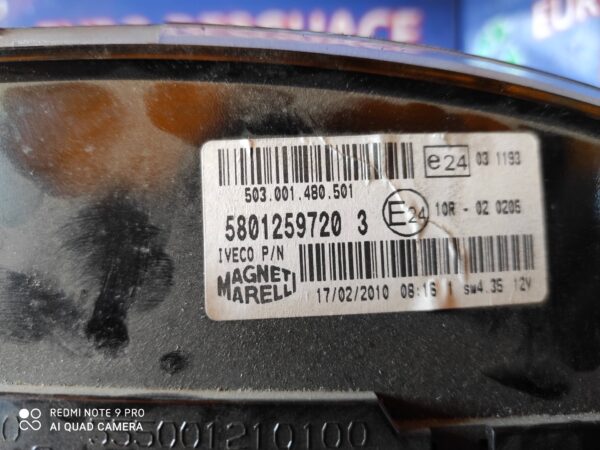 e24 03 1193
503.001.480.501
5801259720 3
E24 10R - 02 0205
IVECO P/N
MAGNETI
MARELLI
17/02/2010 08:16 1 sw4.35 12V
REDMI NOTE 9 PRO
AI QUAD CAMERA